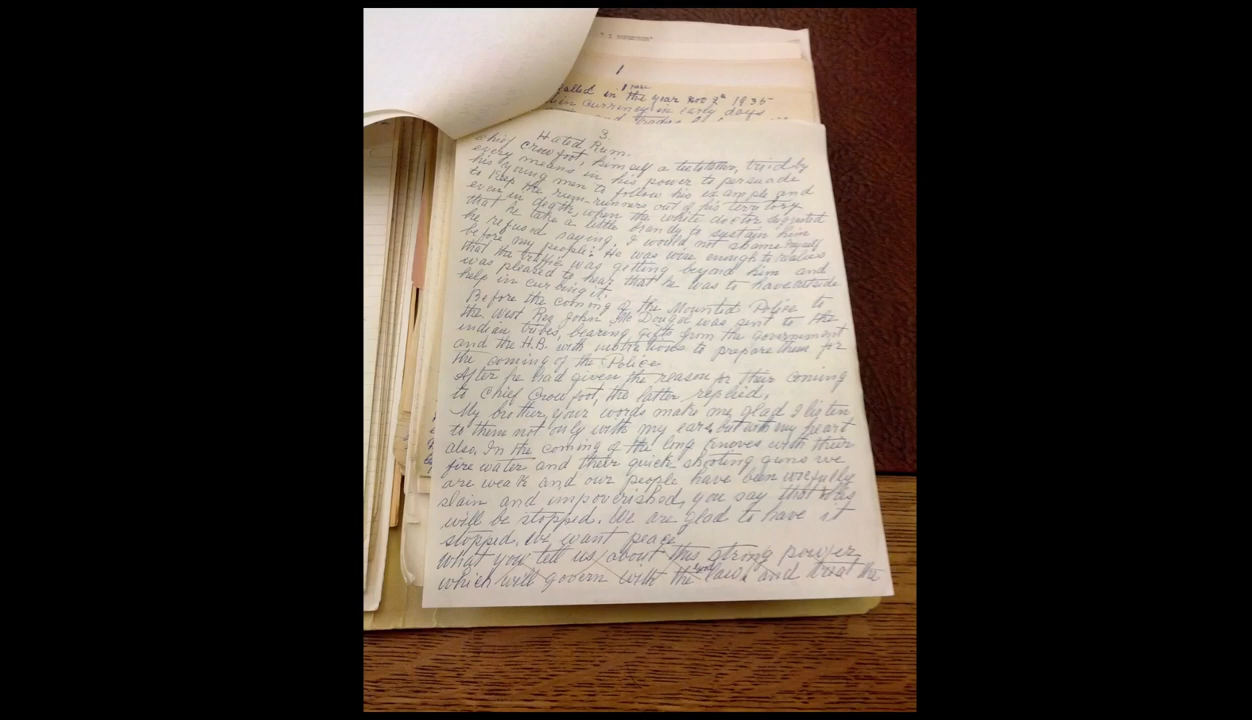 1
called in the year Nov 2nd 1935
in currency in early days
and trades
3.
Hated Rum.
Chief Crowfoot, himself a teetotaler, tried by
every means in his power to persuade
his young men to follow his example and
to keep the rum-runners out of his territory
even in death, when the white doctor suggested
that he take a little brandy to sustain him
he refused saying. I would not shame myself
before my people. He was wise enough to realize
that the traffic was getting beyond him and
was pleased to hear that he was to have outside
help in curbing it.
Before the coming of the Mounted Police to
the west Rev John McDougal was sent to the
indian tribes, bearing gifts from the government
and the H.B. with instructions to prepare them for
the coming of the Police
After he had given the reason for their coming
to Chief Crowfoot, the latter replied,
My brother your words make me glad I listen
to them not only with my ears but with my heart
also. In the coming of the long knives with their
fire water and their quick shooting guns we
are weak and our people have been woefully
slain and impoverished, you say that this
will be stopped. We are glad to have it
stopped. We want peace
What you tell us about this strong power
which will govern with the good law, and treat the